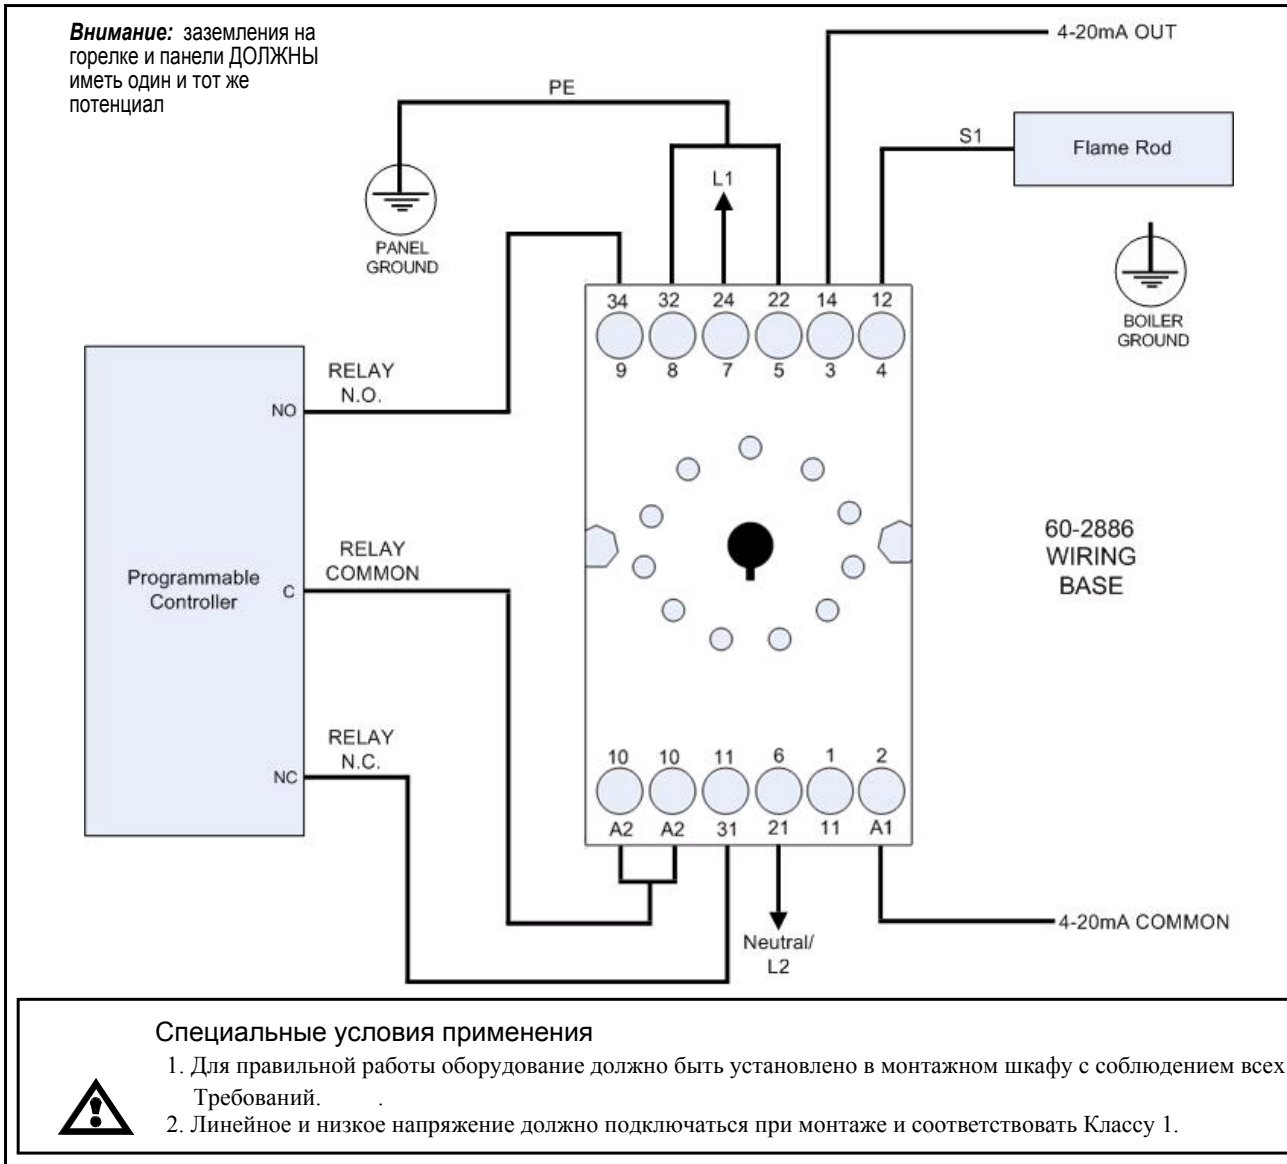 Внимание: заземления на
горелке и панели ДОЛЖНЫ
иметь один и тот же
потенциал
4-20mA OUT
PE
S1
Flame Rod
L1
PANEL
GROUND
BOILER
GROUND
34 32 24 22 14 12
9 8 7 5 3 4
RELAY
N.O.
NO
60-2886
WIRING
BASE
RELAY
COMMON
Programmable
Controller
C
RELAY
N.C.
NC
10 10 11 6 1 2
A2 A2 31 21 11 A1
Neutral/
L2
4-20mA COMMON
Специальные условия применения
1. Для правильной работы оборудование должно быть установлено в монтажном шкафу с соблюдением всех
Требований. .
2. Линейное и низкое напряжение должно подключаться при монтаже и соответствовать Классу 1.